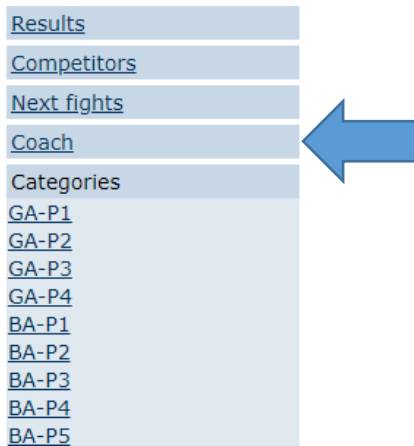 Results
Competitors
Next fights
Coach
Categories
GA-P1
GA-P2
GA-P3
GA-P4
BA-P1
BA-P2
BA-P3
BA-P4
BA-P5